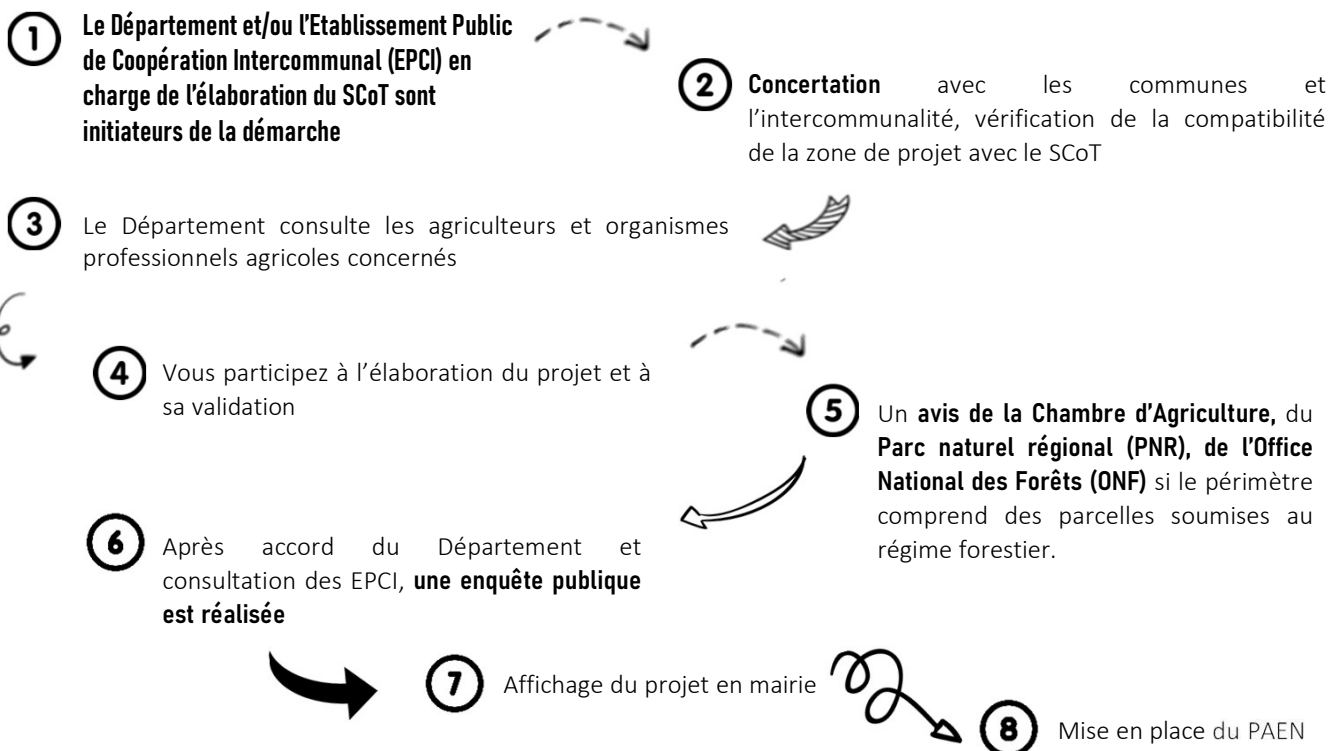 1
Le Département et/ou l'Etablissement Public
de Coopération Intercommunal (EPCI) en
charge de l'élaboration du SCoT sont
initiateurs de la démarche
2
Concertation avec les communes et
l'intercommunalité, vérification de la compatibilité
de la zone de projet avec le SCoT
3
Le Département consulte les agriculteurs et organismes
professionnels agricoles concernés
4
Vous participez à l'élaboration du projet et à
sa validation
5
Un avis de la Chambre d'Agriculture, du
Parc naturel régional (PNR), de l'Office
National des Forêts (ONF) si le périmètre
comprend des parcelles soumises au
régime forestier.
6
Après accord du Département et
consultation des EPCI, une enquête publique
est réalisée
7
Affichage du projet en mairie
8
Mise en place du PAEN